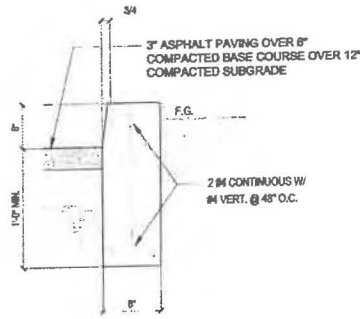 3/4
3" ASPHALT PAVING OVER 8"
COMPACTED BASE COURSE OVER 12"
COMPACTED SUBGRADE
F.G.
6"
2 #4 CONTINUOUS W/
#4 VERT. @ 48" O.C.
1'-0" MIN.
6"